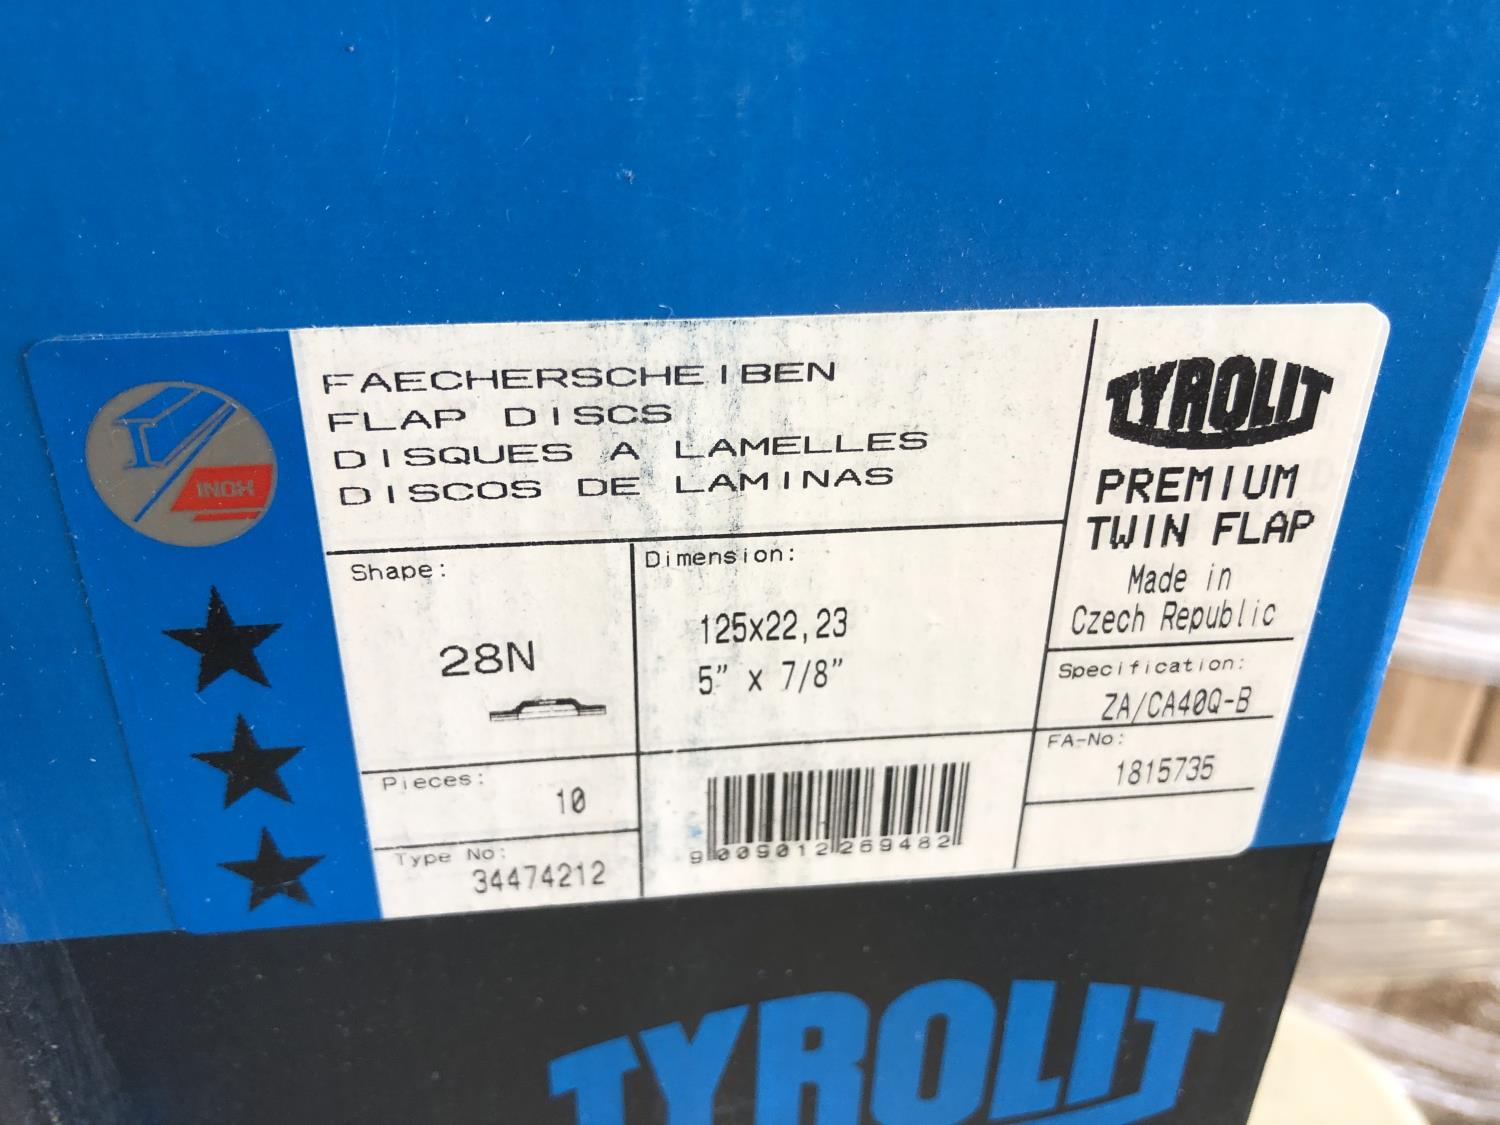 INOX
FAECHERSCHEIBEN
FLAP DISCS
DISQUES A LAMELLES
DISCOS DE LAMINAS
Shape:
28N
Dimension:
125x22,23
5" x 7/8"
Pieces:
10
Type No:
34474212
9009012269482
TYROLIT
PREMIUM
TWIN FLAP
Made in
Czech Republic
Specification:
ZA/CA40Q-B
FA-No:
1815735
TYROLIT